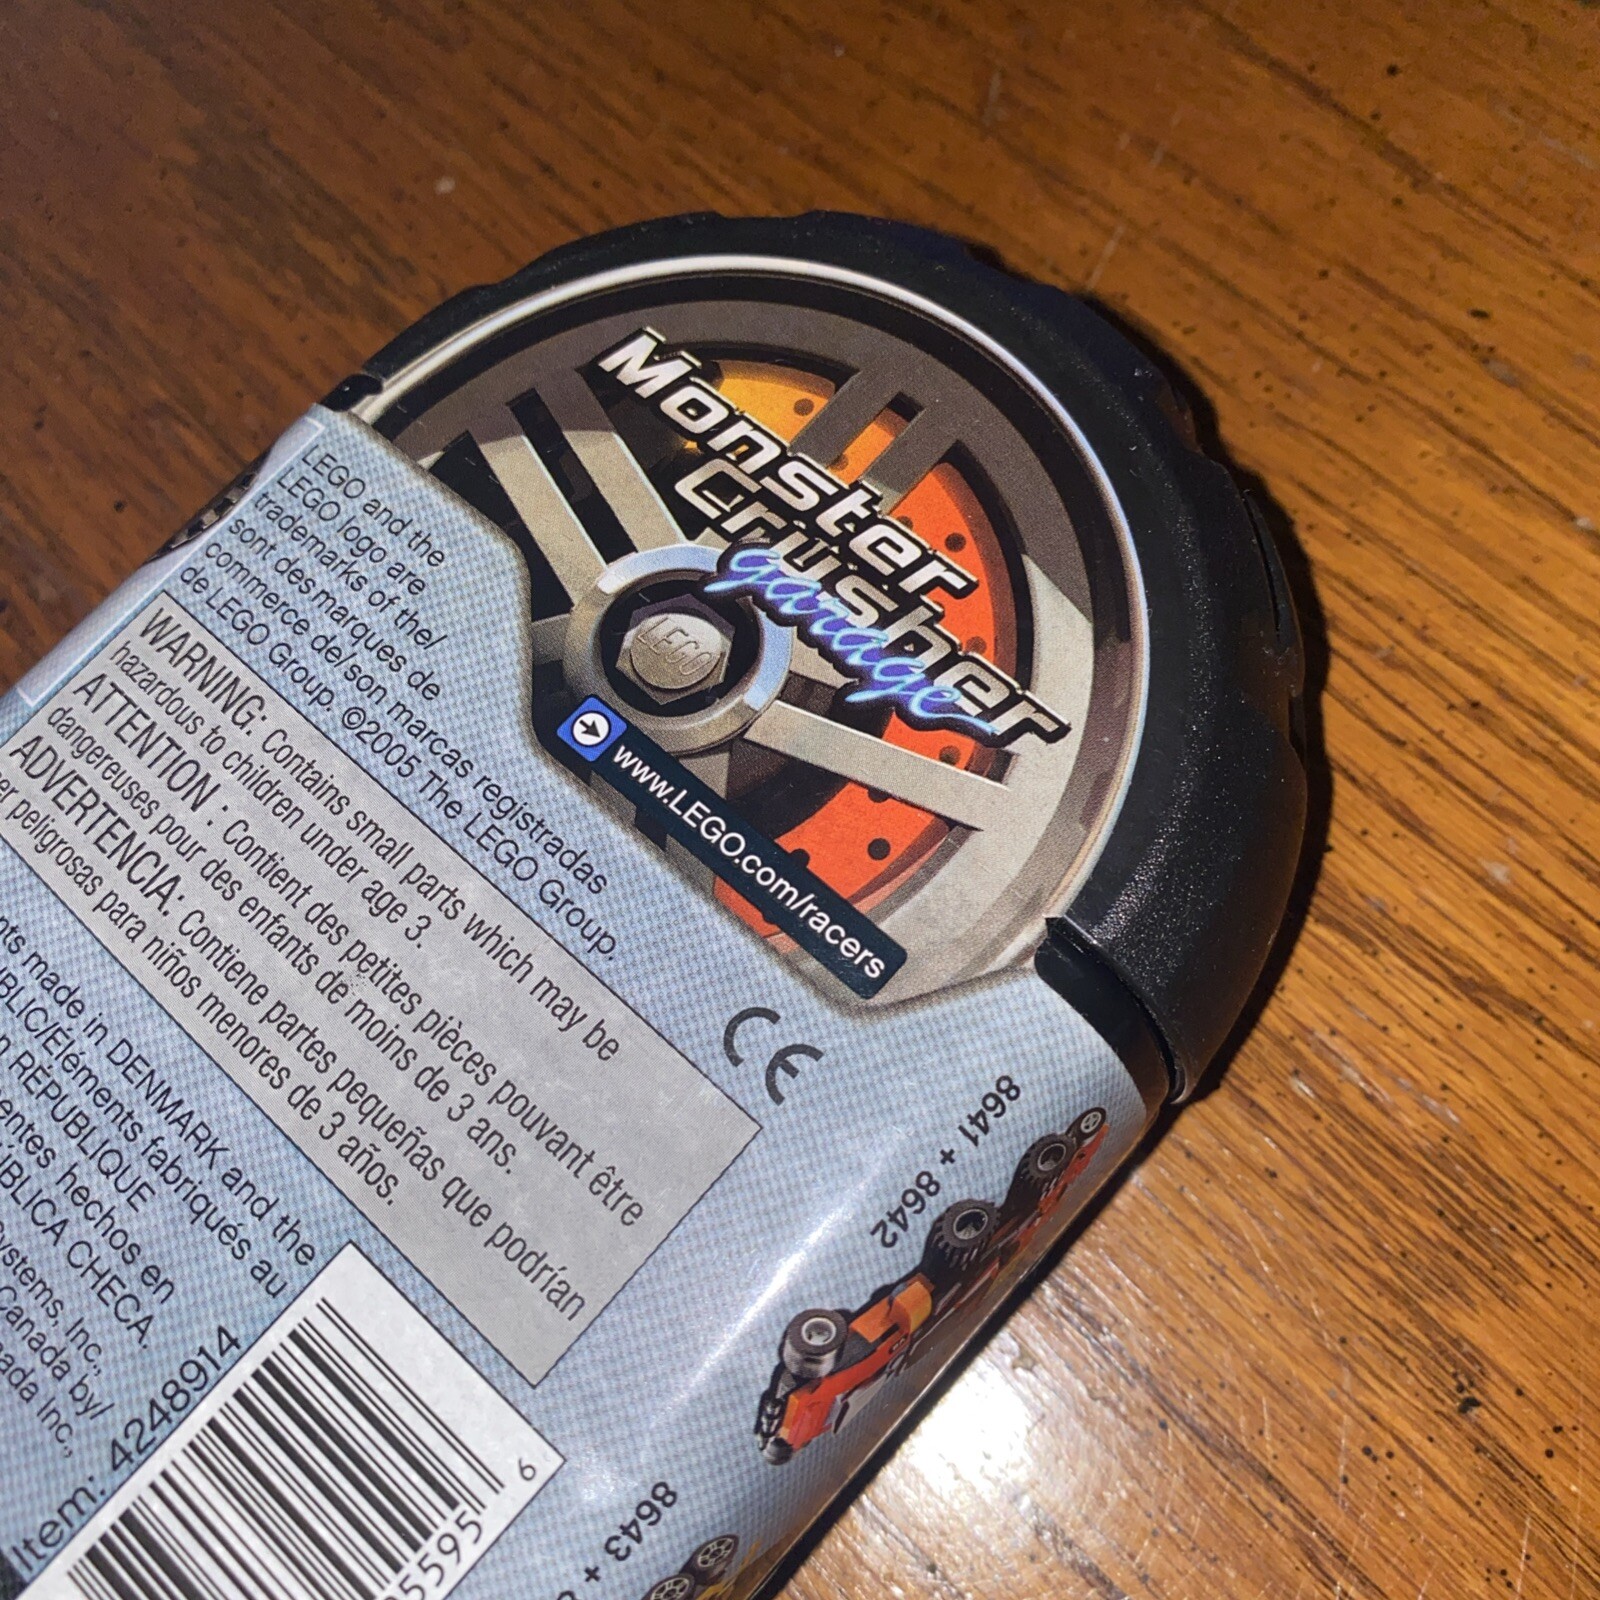 Monster
Crusher
garage
LEGO
www.LEGO.com/racers
LEGO and the
LEGO logo are
trademarks of the/
sont des marques de
commerce de/son marcas registradas
de LEGO Group. ©2005 The LEGO Group.
WARNING: Contains small parts which may be
hazardous to children under age 3.
ATTENTION : Contient des petites pièces pouvant être
dangereuses pour des enfants de moins de 3 ans.
ADVERTENCIA: Contiene partes pequeñas que podrían
peligrosas para niños menores de 3 años.
CE
made in DENMARK and the
fabriqués au
RÉPUBLIQUE
hechos en
CHECA.
Inc.,
Canada by/
Inc.,
Item: 4248914
5595 6
8641 + 8642
8643 +